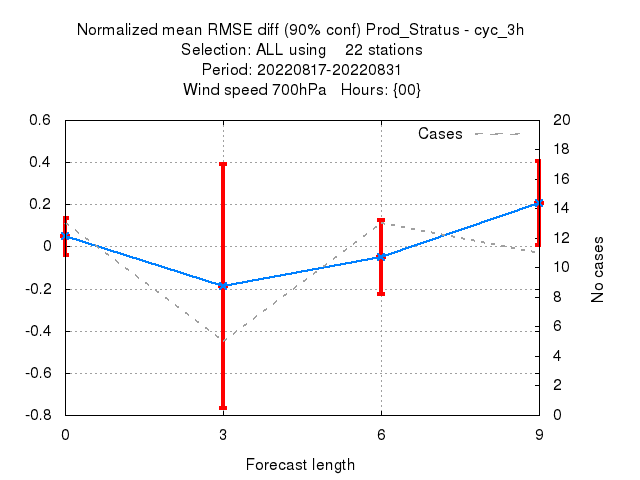 Normalized mean RMSE diff (90% conf) Prod_Stratus - cyc_3h
Selection: ALL using    22 stations
Period: 20220817-20220831
Wind speed 700hPa   Hours: {00}
Cases
0.6
0.4
0.2
0
-0.2
-0.4
-0.6
-0.8
20
18
16
14
12
10
8
6
4
2
0
No cases
0 3 6 9
Forecast length